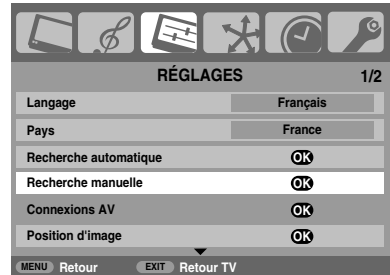 RÉGLAGES 1/2
Langage Français
Pays France
Recherche automatique OK
Recherche manuelle OK
Connexions AV OK
Position d'image OK
MENU Retour EXIT Retour TV